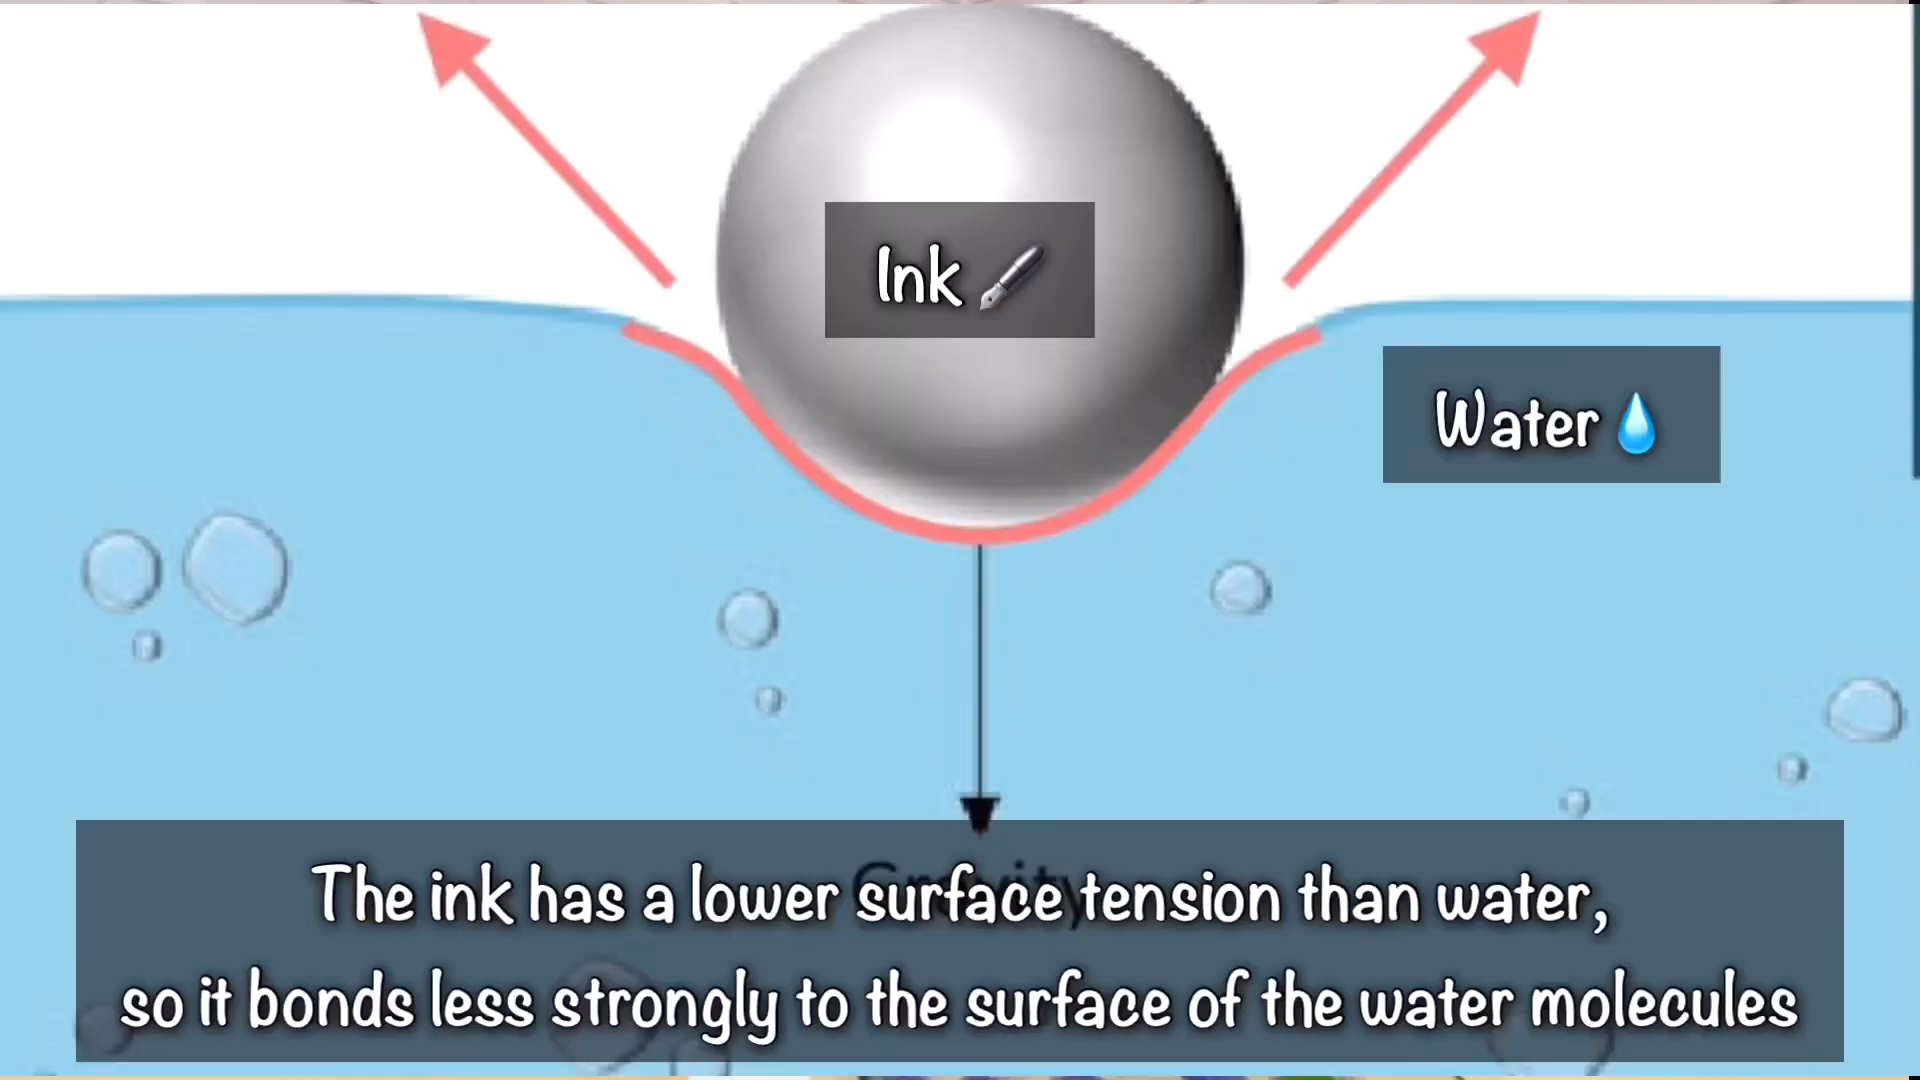 Ink
Water
Gravity
The ink has a lower surface tension than water,
so it bonds less strongly to the surface of the water molecules